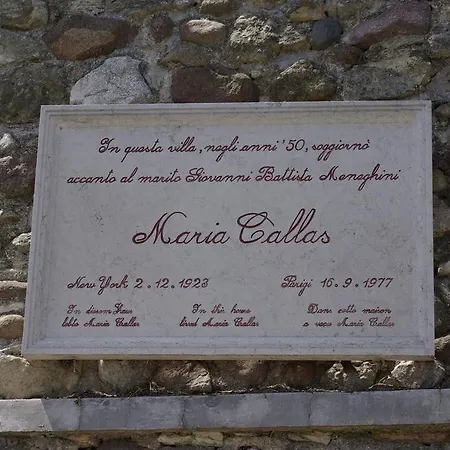 In questa villa, negli anni '50, soggiornò
accanto al marito Giovanni Battista Meneghini
Maria Callas
New York 2.12.1923 Parigi 16.9.1977
In diesem Haus In this house Dans cette maison
lebte Maria Callas lived Maria Callas a vécu Maria Callas